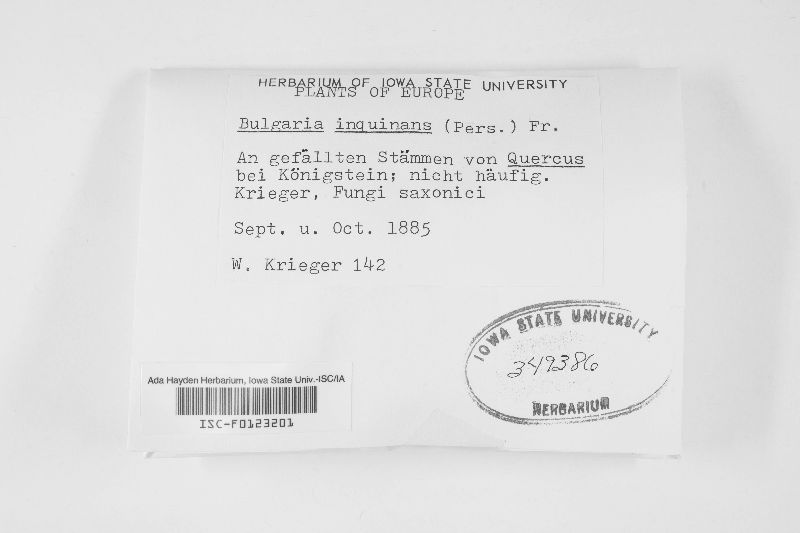 HERBARIUM OF IOWA STATE UNIVERSITY
PLANTS OF EUROPE
Bulgaria inquinans (Pers.) Fr.
An gefällten Stämmen von Quercus
bei Königstein; nicht häufig.
Krieger, Fungi saxonici
Sept. u. Oct. 1885
W. Krieger 142
IOWA STATE UNIVERSITY
349386
HERBARIUM
Ada Hayden Herbarium, Iowa State Univ.-ISC/IA
ISC-F0123201